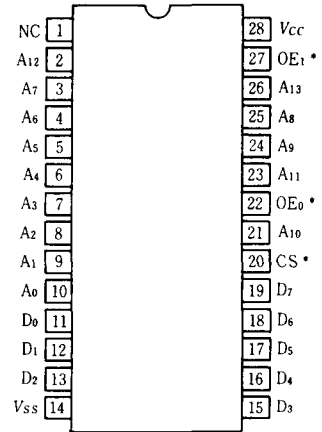 NC 1 28 Vcc
A12 2 27 OE1 *
A7 3 26 A13
A6 4 25 A8
A5 5 24 A9
A4 6 23 A11
A3 7 22 OE0 *
A2 8 21 A10
A1 9 20 CS *
A0 10 19 D7
D0 11 18 D6
D1 12 17 D5
D2 13 16 D4
Vss 14 15 D3